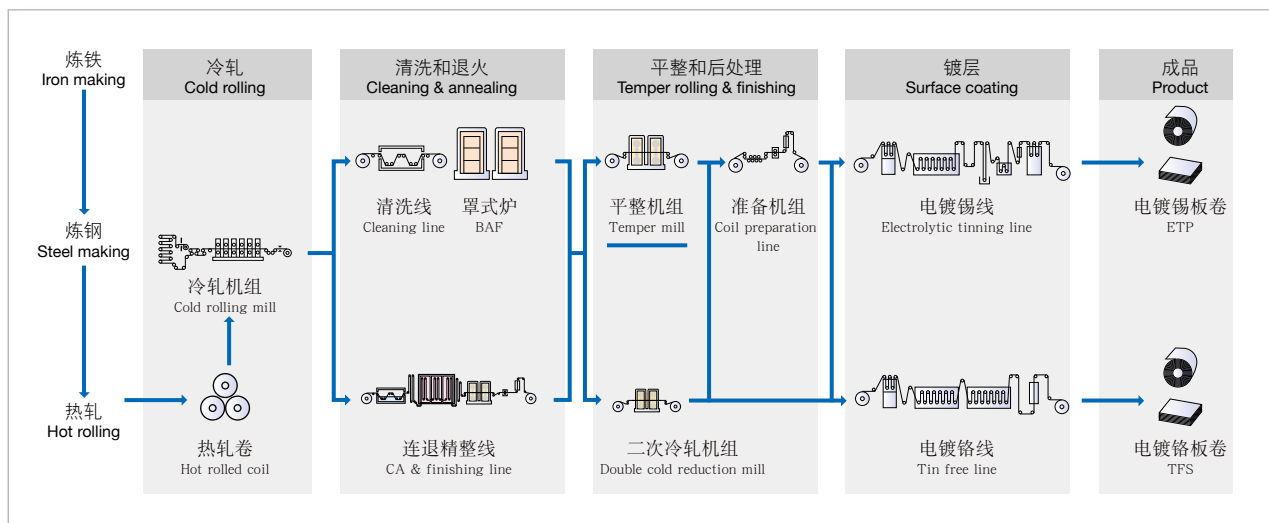 炼铁
Iron making
炼钢
Steel making
热轧
Hot rolling
冷轧
Cold rolling
冷轧机组
Cold rolling mill
热轧卷
Hot rolled coil
清洗和退火
Cleaning & annealing
清洗线
Cleaning line
罩式炉
BAF
连退精整线
CA & finishing line
平整和后处理
Temper rolling & finishing
平整机组
Temper mill
准备机组
Coil preparation
line
二次冷轧机组
Double cold reduction mill
镀层
Surface coating
电镀锡线
Electrolytic tinning line
电镀铬线
Tin free line
成品
Product
电镀锡板卷
ETP
电镀铬板卷
TFS